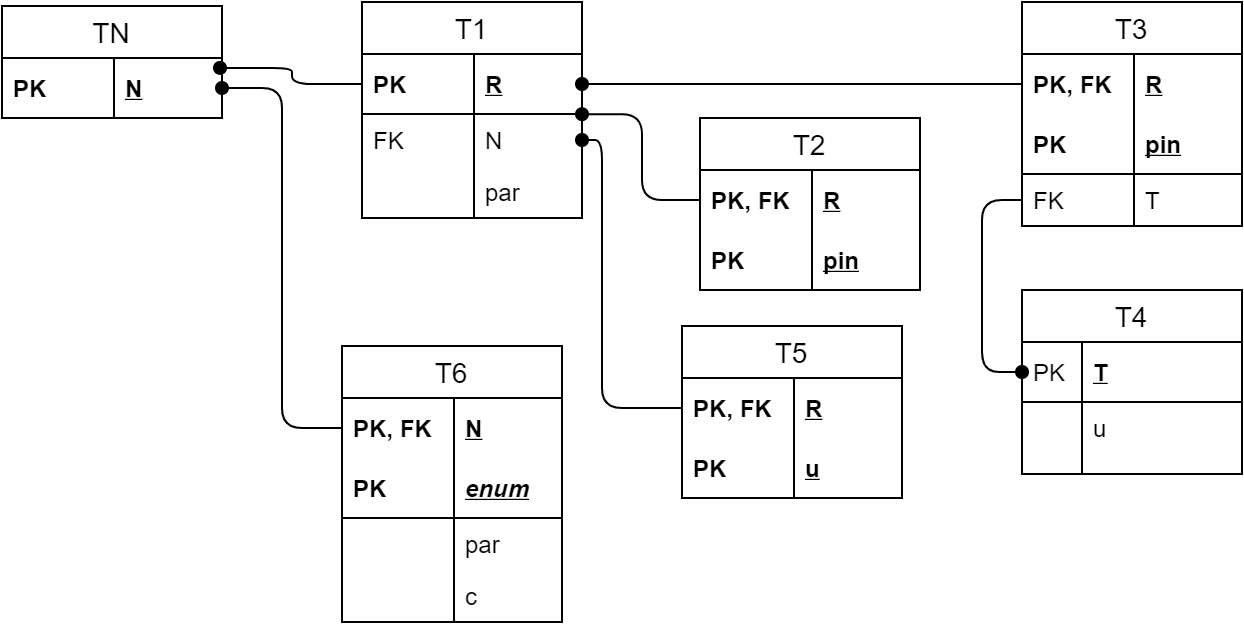 TN
PK N
T1
PK R
FK N
par
T3
PK, FK R
PK pin
FK T
T2
PK, FK R
PK pin
T4
PK T
u
T5
PK, FK R
PK u
T6
PK, FK N
PK enum
par
c